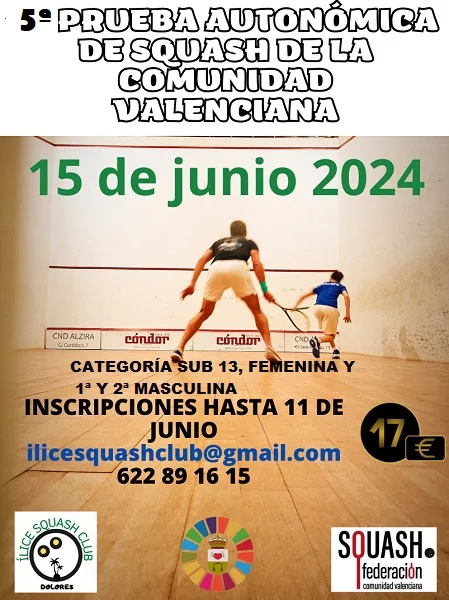 5ª PRUEBA AUTONÓMICA
DE SQUASH DE LA
COMUNIDAD
VALENCIANA
15 de junio 2024
CND ALZIRA
cóndor
cóndor
CND
CATEGORÍA SUB 13, FEMENINA Y
1ª Y 2ª MASCULINA
INSCRIPCIONES HASTA 11 DE
JUNIO
ilicesquashclub@gmail.com
622 89 16 15
17 €
ÍLICE SQUASH CLUB
DOLORES
SQUASH.
federación
comunidad valenciana